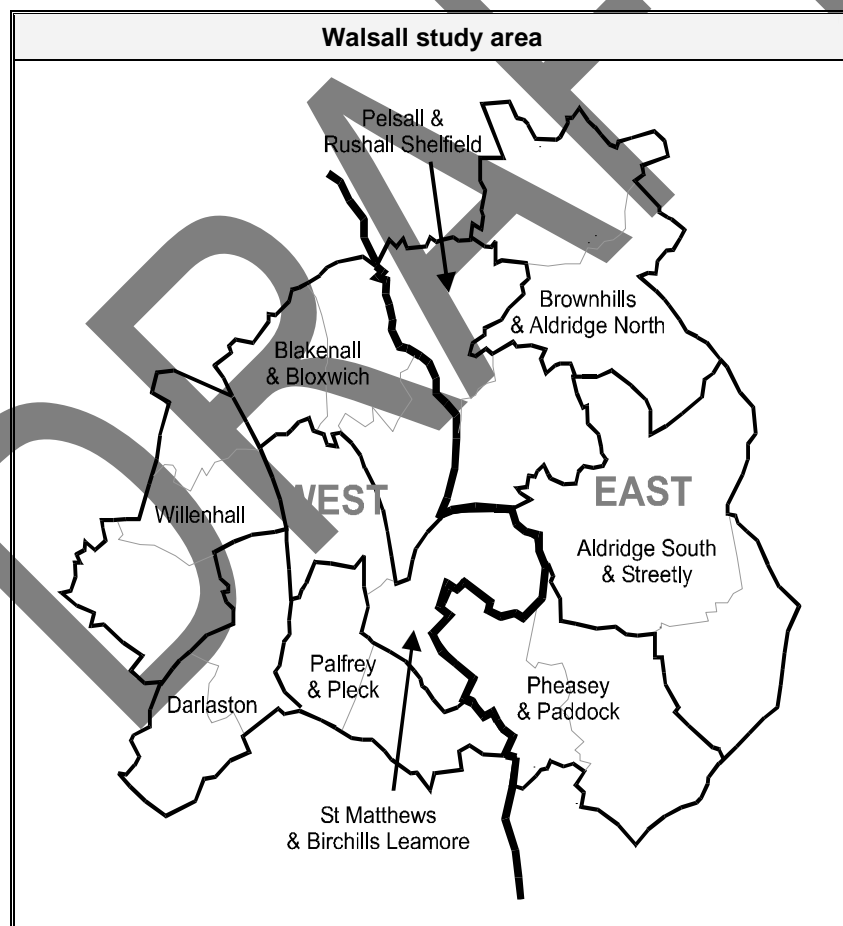 Walsall study area
Pelsall &
Rushall Shelfield
Brownhills
& Aldridge North
Blakenall
& Bloxwich
WEST
EAST
Willenhall
Aldridge South
& Streetly
Palfrey
& Pleck
Darlaston
Pheasey
& Paddock
St Matthews
& Birchills Leamore
DRAFT